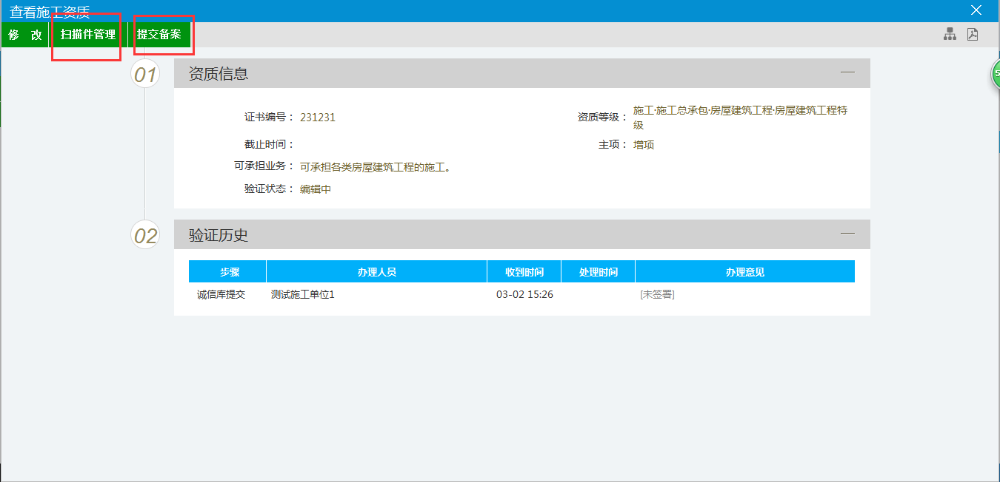 查看施工资质
修 改 扫描件管理 提交备案
01 资质信息
证书编号： 231231 资质等级： 施工·施工总承包·房屋建筑工程·房屋建筑工程特
级
截止时间： 主项： 增项
可承担业务： 可承担各类房屋建筑工程的施工。
验证状态： 编辑中
02 验证历史
步骤 办理人员 收到时间 处理时间 办理意见
诚信库提交 测试施工单位1 03-02 15:26 [未签署]